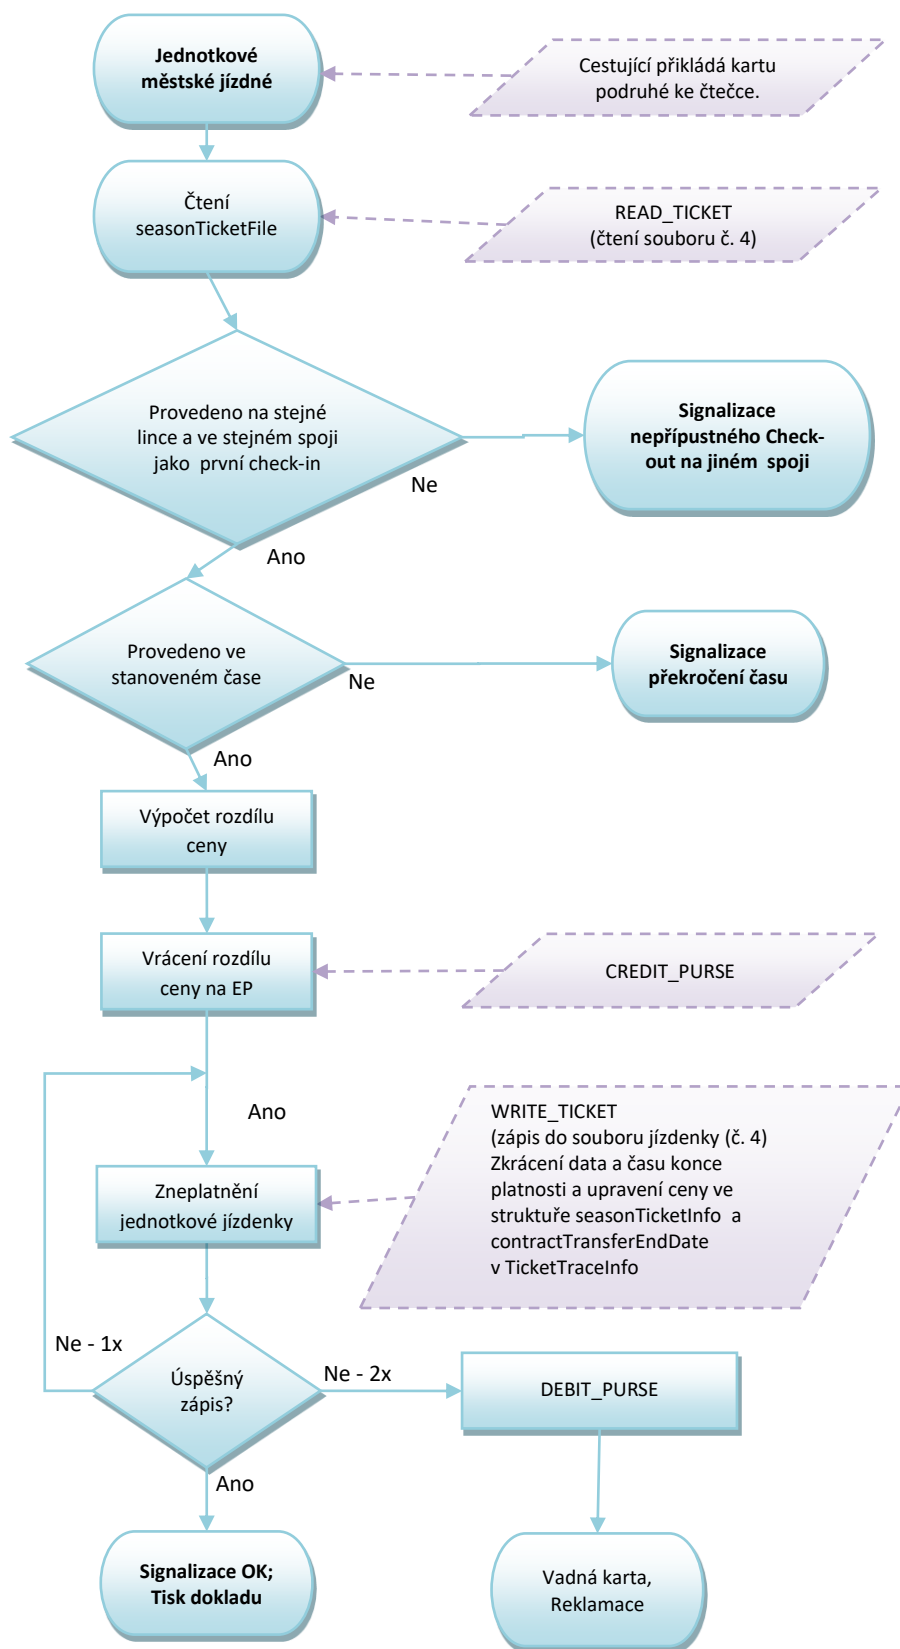 Jednotkové
městské jízdné
Cestující přikládá kartu
podruhé ke čtečce.
Čtení
seasonTicketFile
READ_TICKET
(čtení souboru č. 4)
Provedeno na stejné
lince a ve stejném spoji
jako první check-in
Signalizace
nepřípustného Check-
out na jiném spoji
Ne
Ano
Provedeno ve
stanoveném čase
Signalizace
překročení času
Ne
Ano
Výpočet rozdílu
ceny
Vrácení rozdílu
ceny na EP
CREDIT_PURSE
Ano
WRITE_TICKET
(zápis do souboru jízdenky (č. 4)
Zkrácení data a času konce
platnosti a upravení ceny ve
struktuře seasonTicketInfo a
contractTransferEndDate
v TicketTraceInfo
Zneplatnění
jednotkové jízdenky
Ne - 1x
Úspěšný
zápis?
Ne - 2x
DEBIT_PURSE
Ano
Signalizace OK;
Tisk dokladu
Vadná karta,
Reklamace